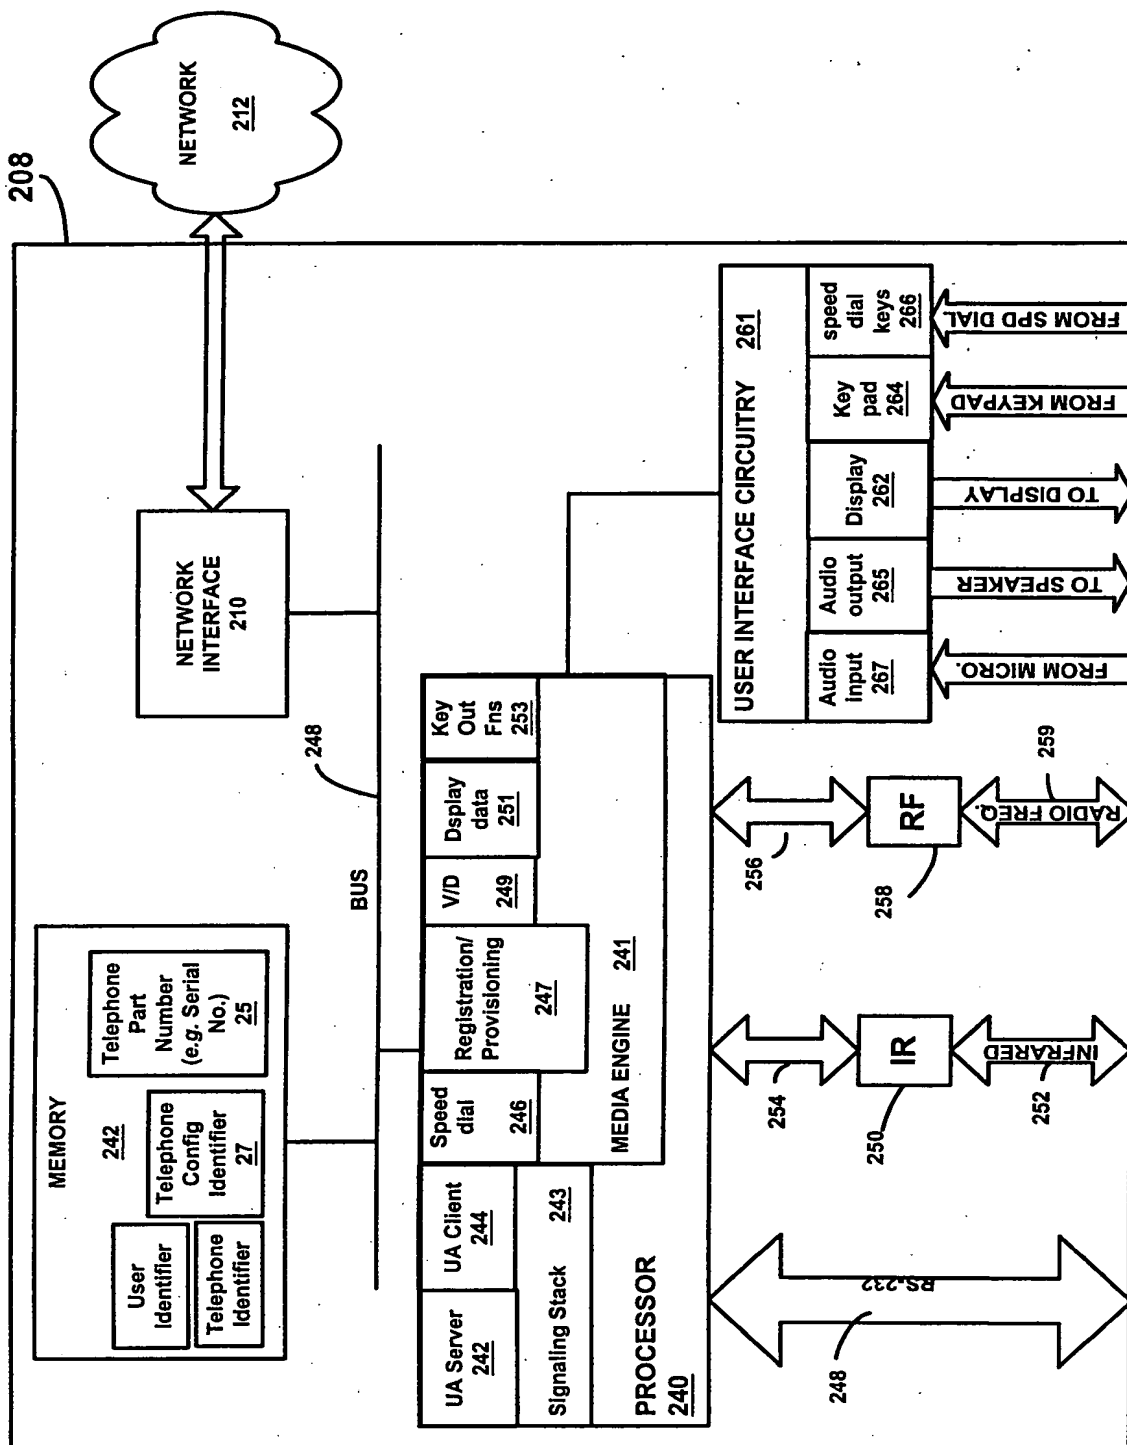 208
NETWORK
212
NETWORK
INTERFACE
210
MEMORY
242
User
Identifier
Telephone Identifier
Telephone
Config
Identifier
27
Telephone
Part
Number
(e.g. Serial
No.)
25
BUS
248
UA Server
242
UA Client
244
Signaling Stack
243
Speed
dial
246
Registration/
Provisioning
247
V/D
249
Dsplay
data
251
Key
Out
Fns
253
MEDIA ENGINE
241
PROCESSOR
240
USER INTERFACE CIRCUITRY
261
Audio
input
267
Audio
output
265
Display
262
Key
pad
264
speed
dial
keys
266
FROM MICRO.
TO SPEAKER
TO DISPLAY
FROM KEYPAD
FROM SPD DIAL
RS-232
248
254
IR
250
INFRARED
252
256
RF
258
RADIO FREQ.
259